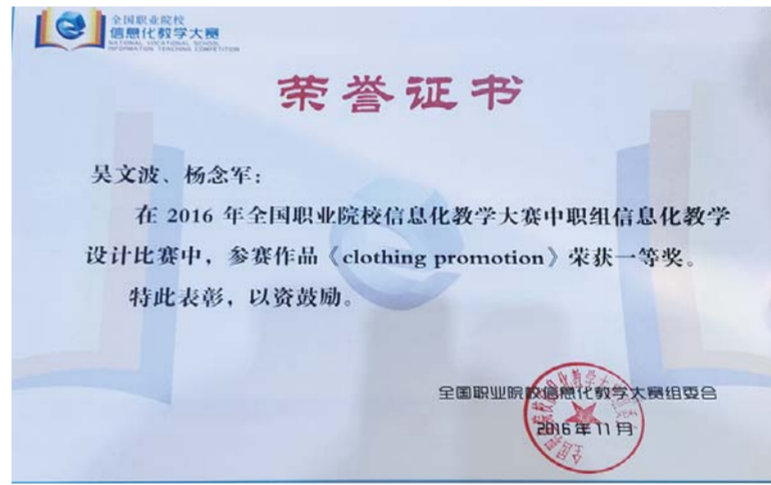 全国职业院校
信息化教学大赛
NATIONAL VOCATIONAL SCHOOL
INFORMATION TEACHING COMPETITION
荣誉证书
吴文波、杨念军：
在 2016 年全国职业院校信息化教学大赛中职组信息化教学
设计比赛中，参赛作品《clothing promotion》荣获一等奖。
特此表彰，以资鼓励。
全国职业院校信息化教学大赛组委会
2016 年 11 月